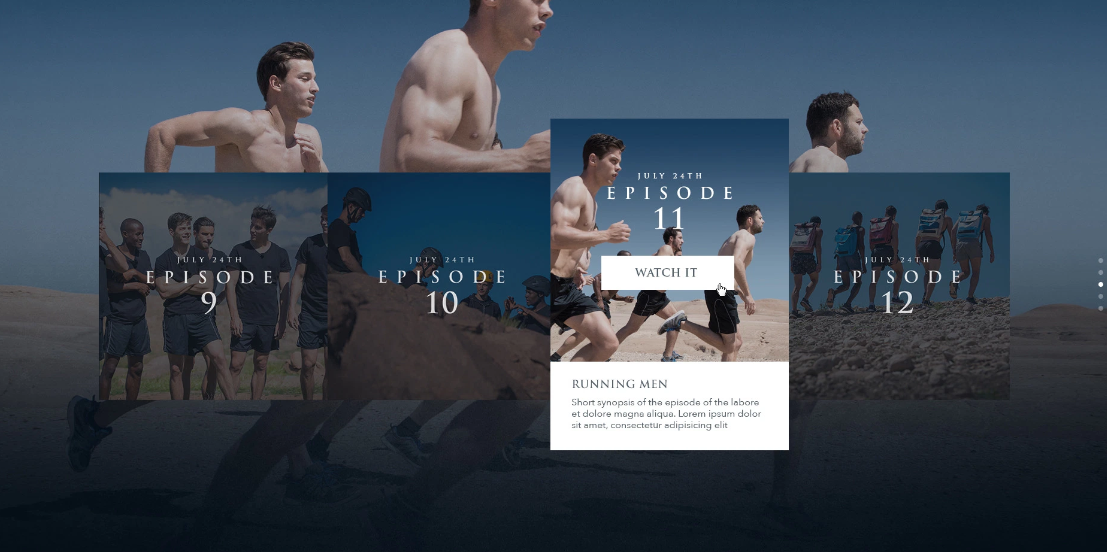 JULY 24TH
EPISODE
9
JULY 24TH
EPISODE
10
JULY 24TH
EPISODE
11
WATCH IT
RUNNING MEN
Short synopsis of the episode of the labore
et dolore magna aliqua. Lorem ipsum dolor
sit amet, consectetur adipisicing elit
JULY 24TH
EPISODE
12